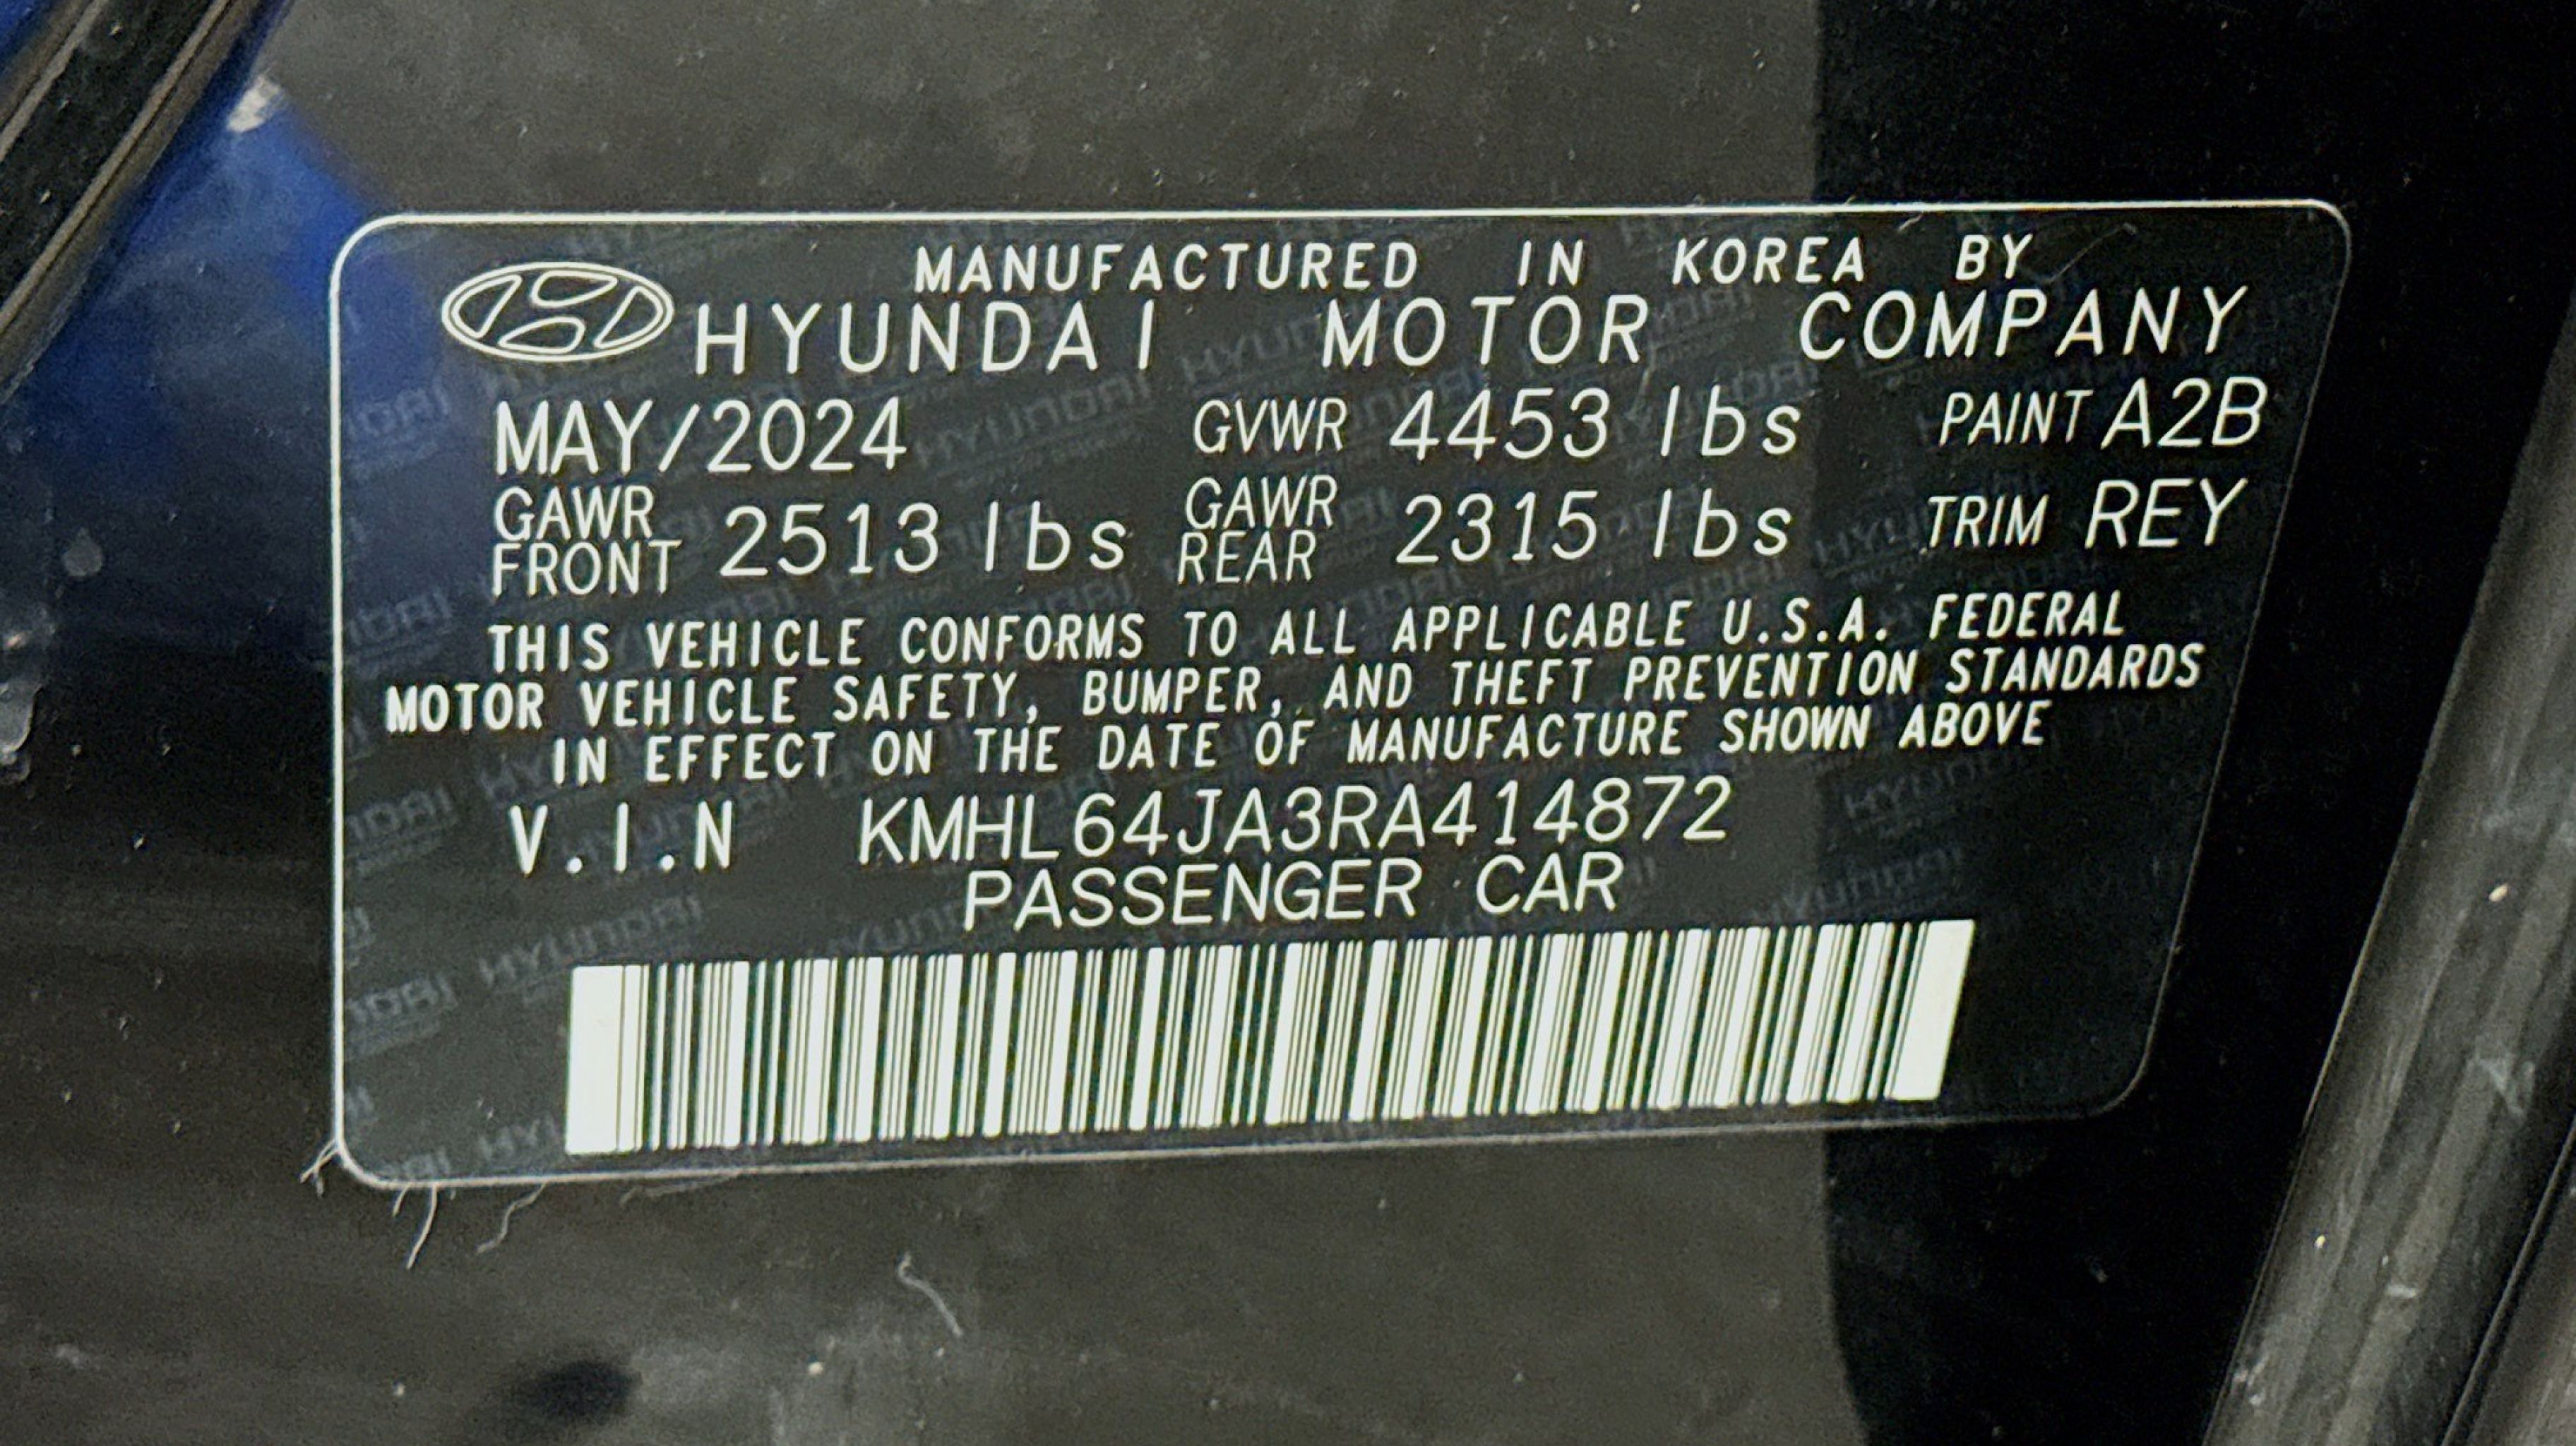 MANUFACTURED IN KOREA BY
HYUNDAI MOTOR COMPANY
MAY/2024 GVWR 4453 lbs PAINT A2B
GAWR FRONT 2513 lbs GAWR REAR 2315 lbs TRIM REY
THIS VEHICLE CONFORMS TO ALL APPLICABLE U.S.A. FEDERAL
MOTOR VEHICLE SAFETY, BUMPER, AND THEFT PREVENTION STANDARDS
IN EFFECT ON THE DATE OF MANUFACTURE SHOWN ABOVE
V.I.N KMHL64JA3RA414872
PASSENGER CAR